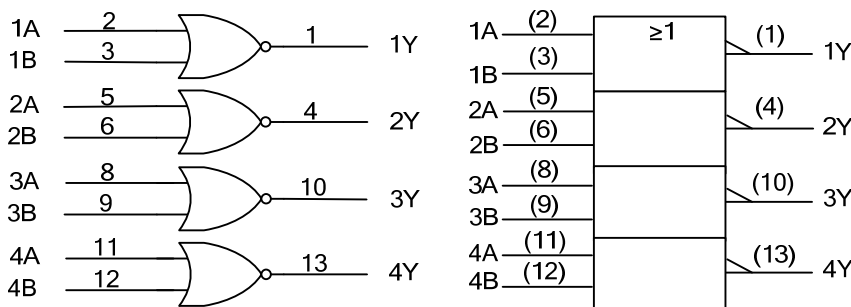 1A 2 1 1Y
1B 3
2A 5 4 2Y
2B 6
3A 8 10 3Y
3B 9
4A 11 13 4Y
4B 12
1A (2) ≥1 (1) 1Y
1B (3)
2A (5) (4) 2Y
2B (6)
3A (8) (10) 3Y
3B (9)
4A (11) (13) 4Y
4B (12)